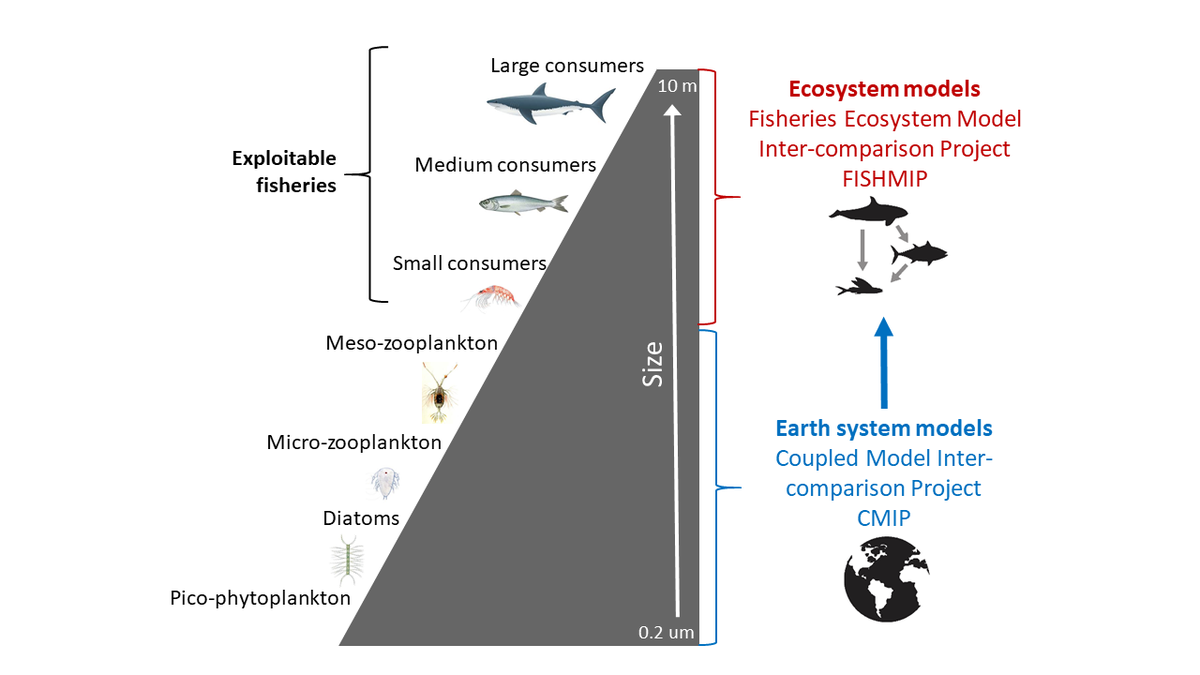 Large consumers
10 m
Exploitable
fisheries
Medium consumers
Small consumers
Meso-zooplankton
Micro-zooplankton
Diatoms
Pico-phytoplankton
Size
0.2 um
Ecosystem models
Fisheries Ecosystem Model
Inter-comparison Project
FISHMIP
Earth system models
Coupled Model Inter-
comparison Project
CMIP